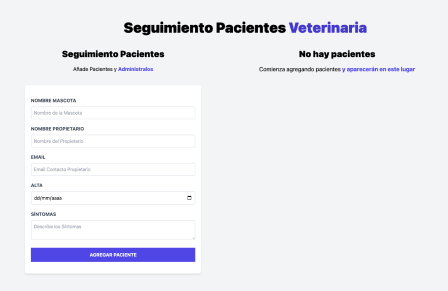 Seguimiento Pacientes Veterinaria
Seguimiento Pacientes
Añade Pacientes y Administralos
NOMBRE MASCOTA
Nombre de la Mascota
NOMBRE PROPIETARIO
Nombre del Propietario
EMAIL
Email Contacto Propietario
ALTA
dd/mm/aaaa
SÍNTOMAS
Describe los Síntomas
AGREGAR PACIENTE
No hay pacientes
Comienza agregando pacientes y aparecerán en este lugar